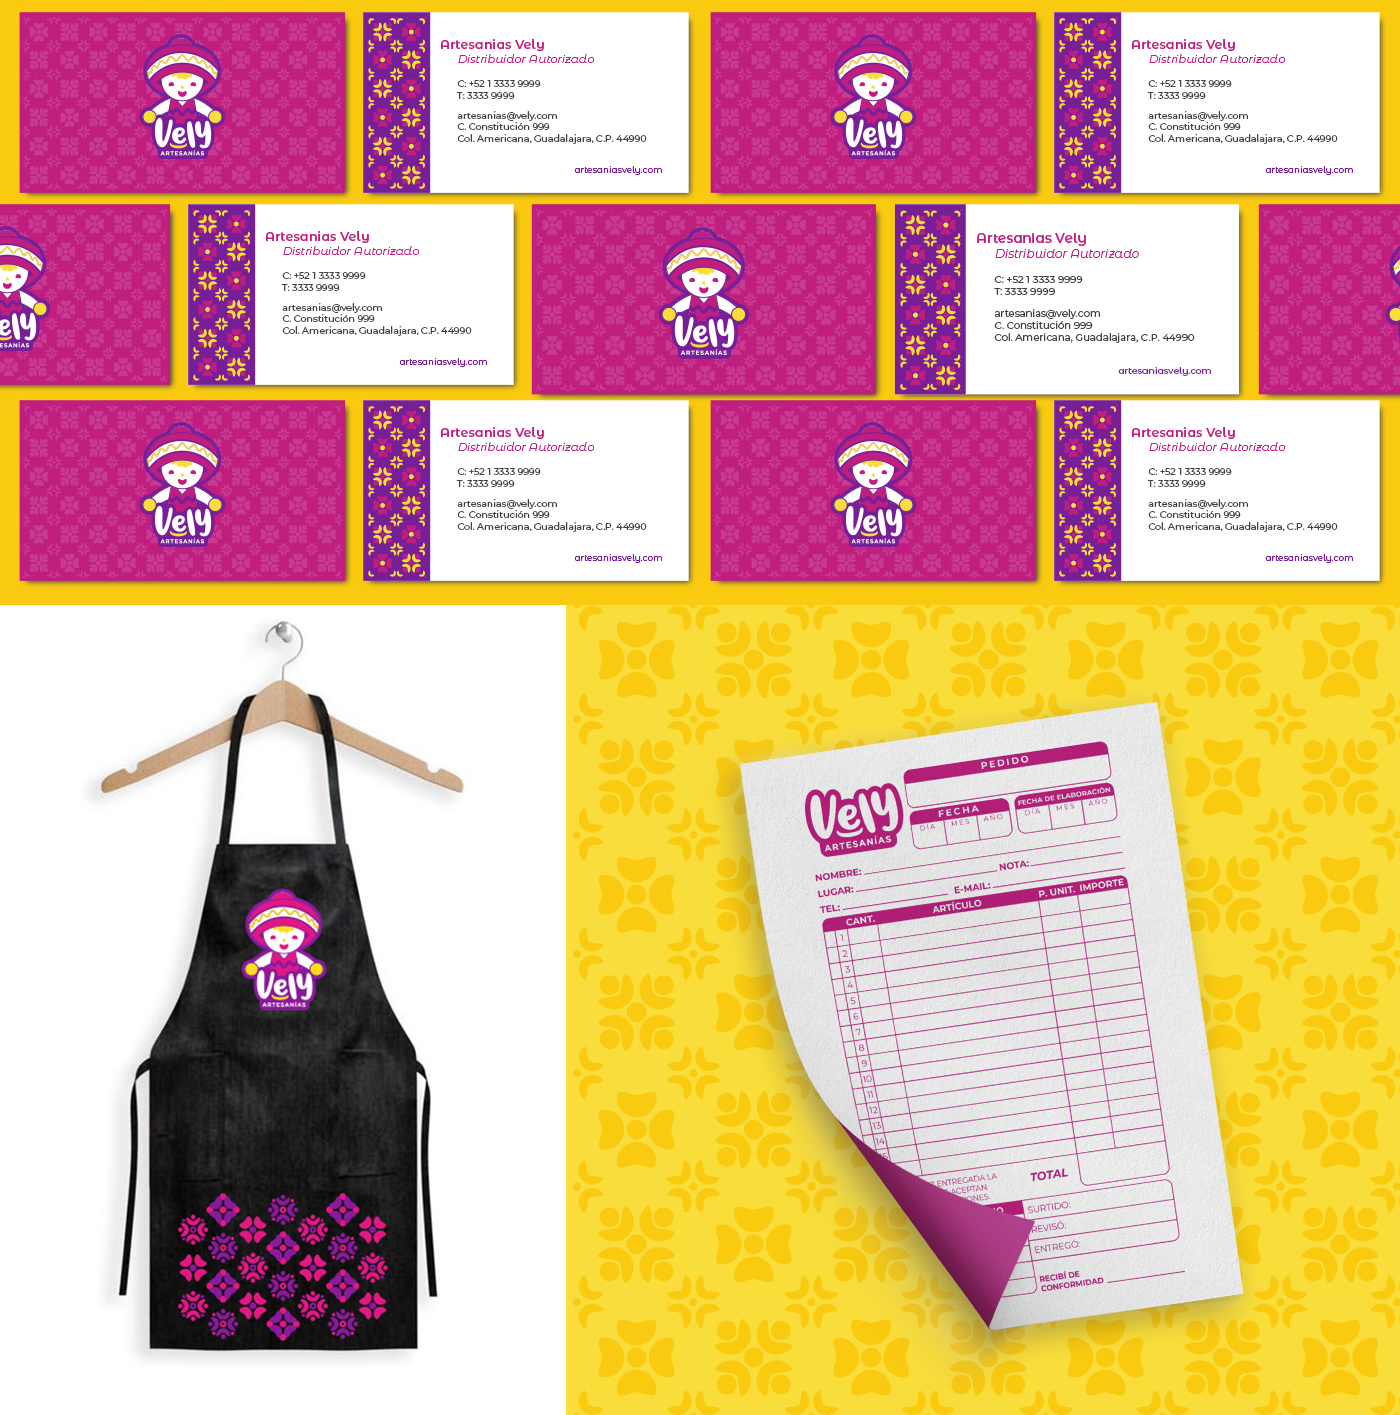 Vely
ARTESANÍAS
Artesanias Vely
Distribuidor Autorizado
C: +52 1 3333 9999
T: 3333 9999
artesanias@vely.com
C. Constitución 999
Col. Americana, Guadalajara, C.P. 44990
artesaniasvely.com
Vely
ARTESANÍAS
Artesanias Vely
Distribuidor Autorizado
C: +52 1 3333 9999
T: 3333 9999
artesanias@vely.com
C. Constitución 999
Col. Americana, Guadalajara, C.P. 44990
artesaniasvely.com
Artesanias Vely
Distribuidor Autorizado
C: +52 1 3333 9999
T: 3333 9999
artesanias@vely.com
C. Constitución 999
Col. Americana, Guadalajara, C.P. 44990
artesaniasvely.com
Vely
ARTESANÍAS
Artesanias Vely
Distribuidor Autorizado
C: +52 1 3333 9999
T: 3333 9999
artesanias@vely.com
C. Constitución 999
Col. Americana, Guadalajara, C.P. 44990
artesaniasvely.com
Vely
ARTESANÍAS
Artesanias Vely
Distribuidor Autorizado
C: +52 1 3333 9999
T: 3333 9999
artesanias@vely.com
C. Constitución 999
Col. Americana, Guadalajara, C.P. 44990
artesaniasvely.com
Vely
ARTESANÍAS
Artesanias Vely
Distribuidor Autorizado
C: +52 1 3333 9999
T: 3333 9999
artesanias@vely.com
C. Constitución 999
Col. Americana, Guadalajara, C.P. 44990
artesaniasvely.com
Vely
ARTESANÍAS
Vely
ARTESANÍAS
PEDIDO
FECHA
DÍA MES AÑO
FECHA DE ELABORACIÓN
DÍA MES AÑO
NOMBRE:
NOTA:
LUGAR:
E-MAIL:
TEL:
CANT. ARTÍCULO P. UNIT. IMPORTE
1
2
3
4
5
6
7
8
9
10
11
12
13
14
ENTREGADA LA
ACEPTAN
TOTAL
SURTIDO:
REVISÓ:
ENTREGÓ:
RECIBÍ DE
CONFORMIDAD